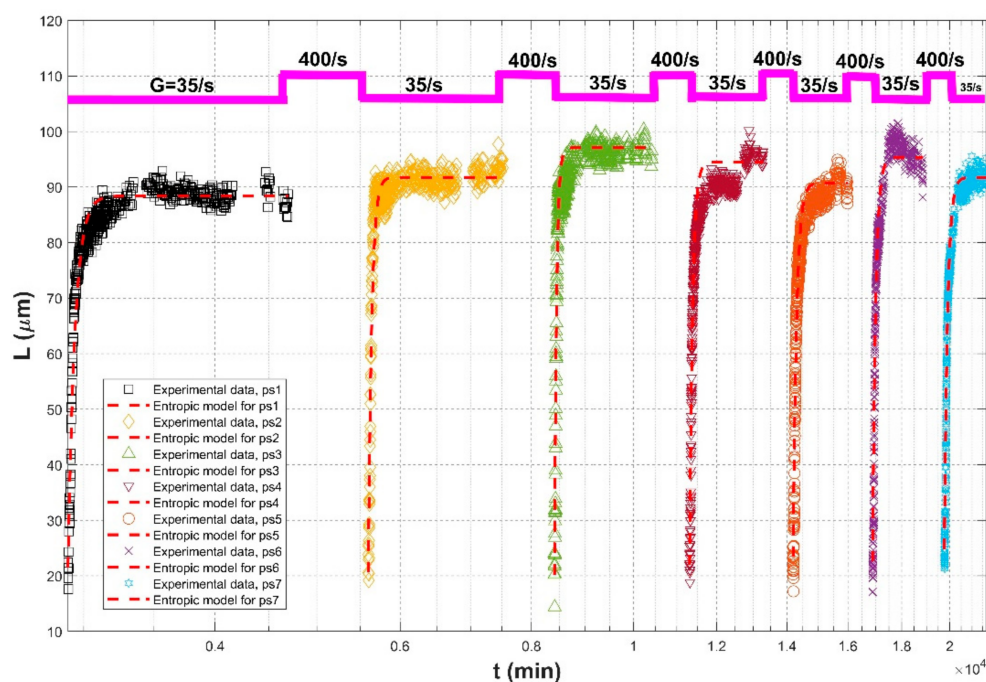 120
110
100
90
80
70
60
50
40
30
20
10
L (μm)
G=35/s
400/s
35/s
400/s
35/s
400/s
35/s
400/s
35/s
400/s
35/s
400/s
35/s
Experimental data, ps1
Entropic model for ps1
Experimental data, ps2
Entropic model for ps2
Experimental data, ps3
Entropic model for ps3
Experimental data, ps4
Entropic model for ps4
Experimental data, ps5
Entropic model for ps5
Experimental data, ps6
Entropic model for ps6
Experimental data, ps7
Entropic model for ps7
0.4 0.6 0.8 1 1.2 1.4 1.6 1.8 2
t (min)
×10⁴